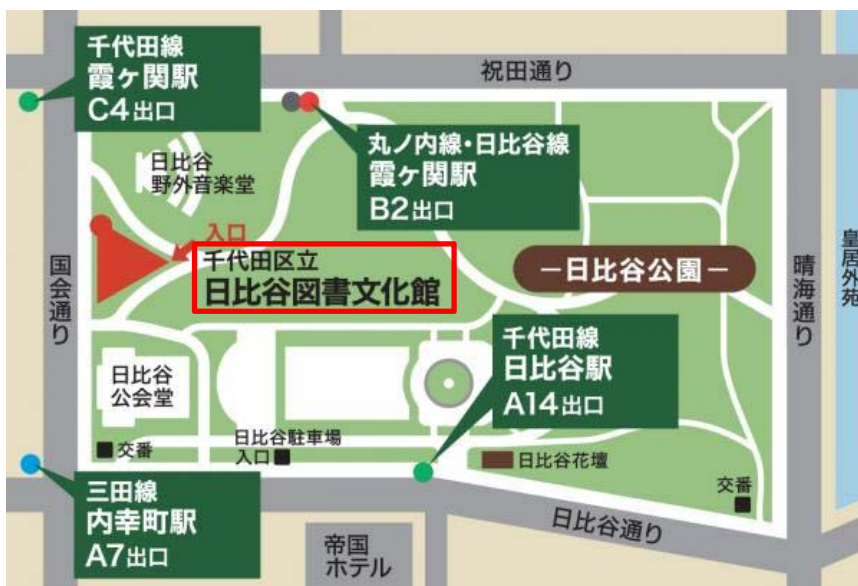 千代田線
霞ヶ関駅
C4出口
祝田通り
丸ノ内線・日比谷線
霞ヶ関駅
B2出口
日比谷
野外音楽堂
入口
千代田区立
日比谷図書文化館
ー日比谷公園ー
国会通り
晴海通り
皇居外苑
千代田線
日比谷駅
A14出口
日比谷
公会堂
交番
日比谷駐車場
入口
日比谷花壇
交番
三田線
内幸町駅
A7出口
帝国
ホテル
日比谷通り